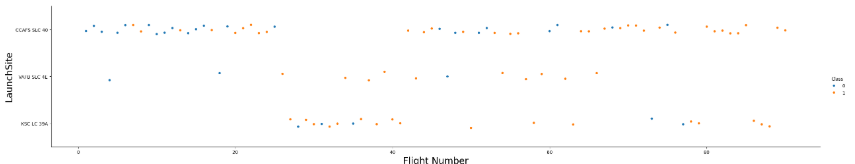 CCAFS SLC 40
VAFB SLC 4E
KSC LC 39A
LaunchSite
0
20
40
60
80
Flight Number
Class
0
1